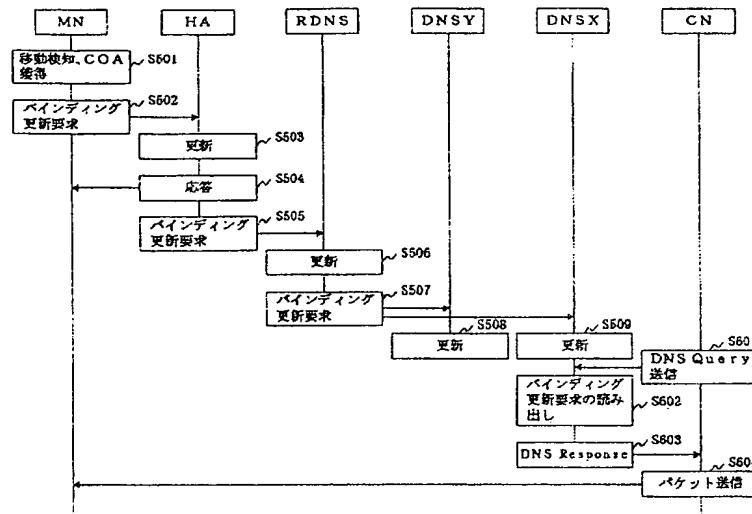 MN
HA
RDNS
DNSY
DNSX
CN
移動検知、COA
獲得
S501
バインディング
更新要求
S502
更新
S503
応答
S504
バインディング
更新要求
S505
更新
S506
バインディング
更新要求
S507
更新
S508
更新
S509
DNS Query
送信
S60
バインディング
更新要求の読み
出し
S602
DNS Response
S603
パケット送信
S60